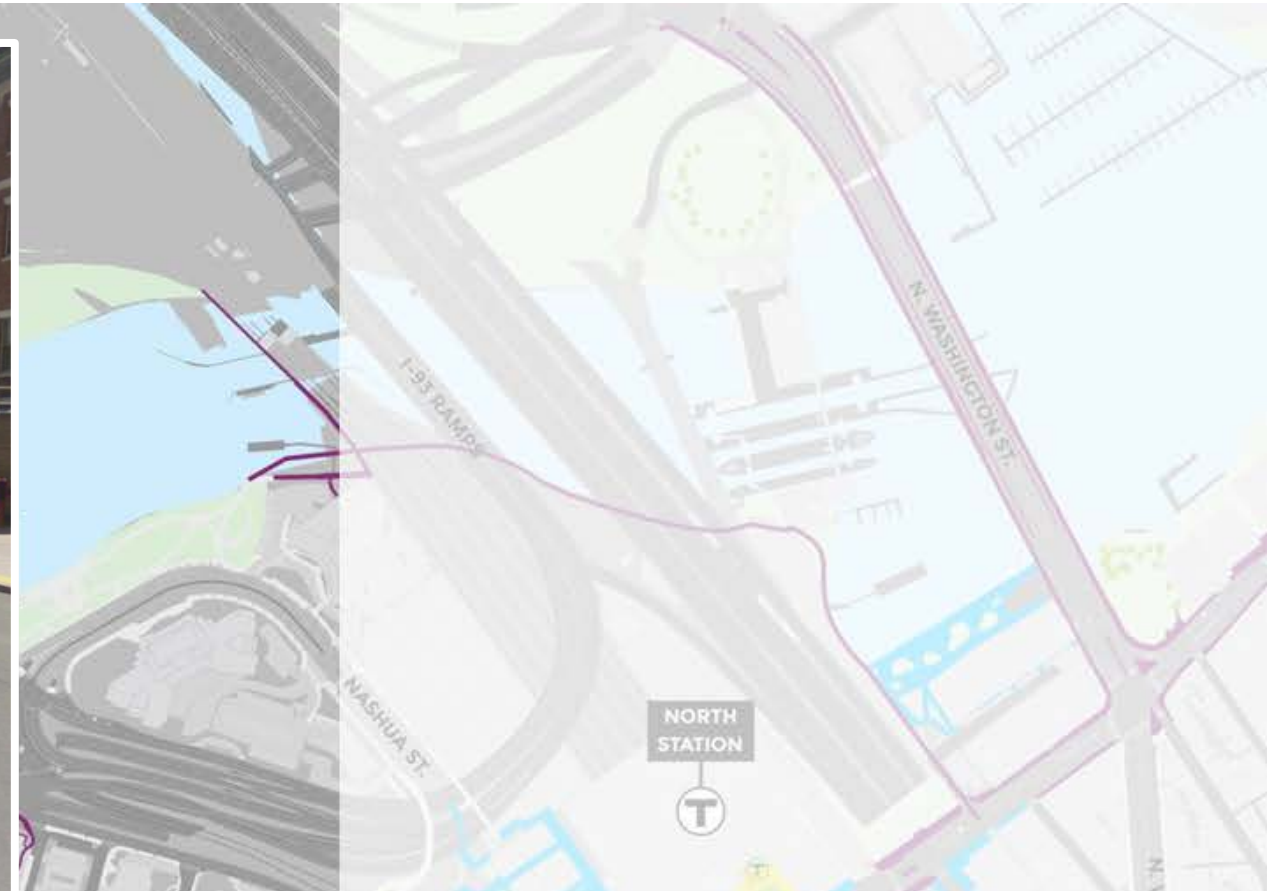 I-93 RAMPS
N. WASHINGTON ST.
NASHUA ST.
NORTH
STATION
T
N.